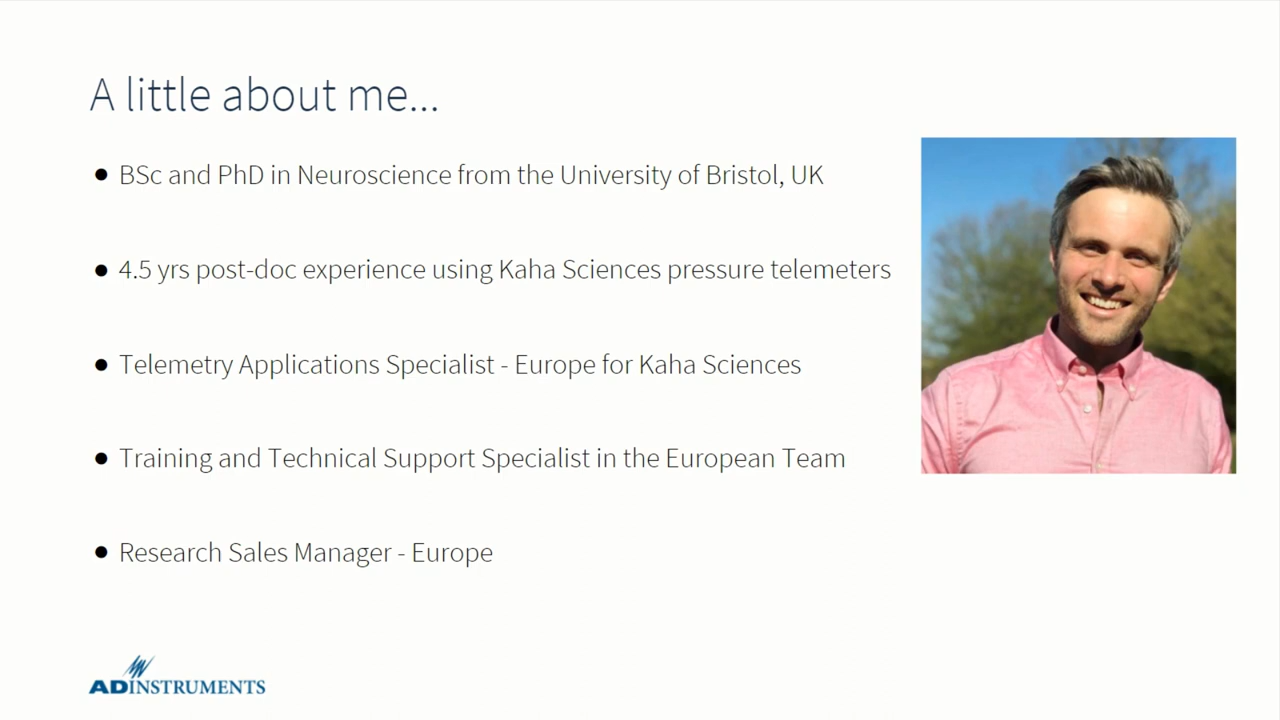 A little about me...
● BSc and PhD in Neuroscience from the University of Bristol, UK
● 4.5 yrs post-doc experience using Kaha Sciences pressure telemeters
● Telemetry Applications Specialist - Europe for Kaha Sciences
● Training and Technical Support Specialist in the European Team
● Research Sales Manager - Europe
ADINSTRUMENTS